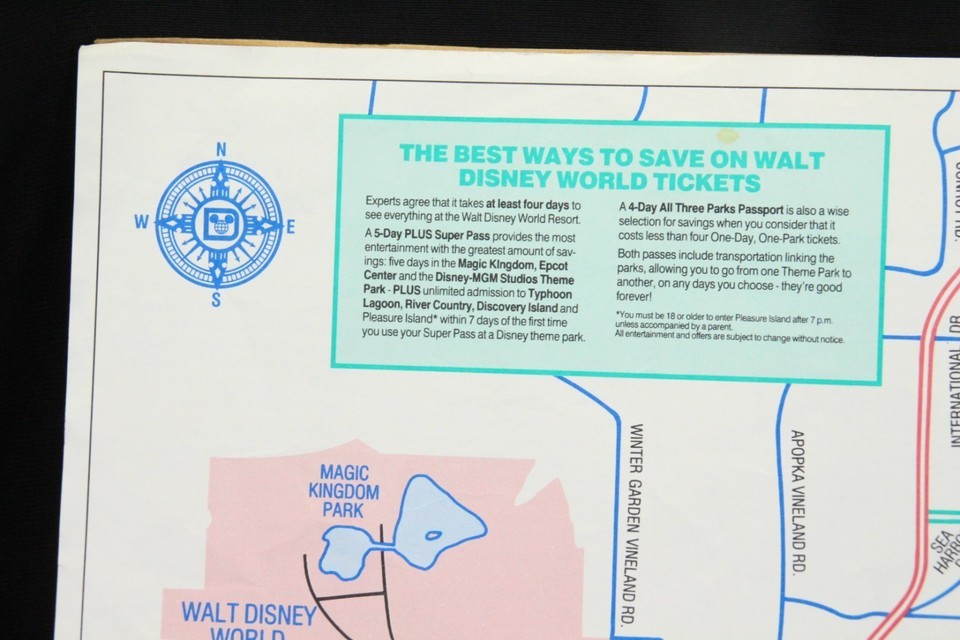 N
W
E
S
THE BEST WAYS TO SAVE ON WALT
DISNEY WORLD TICKETS
Experts agree that it takes at least four days to
see everything at the Walt Disney World Resort.
A 5-Day PLUS Super Pass provides the most
entertainment with the greatest amount of sav-
ings: five days in the Magic Kingdom, Epcot
Center and the Disney-MGM Studios Theme
Park - PLUS unlimited admission to Typhoon
Lagoon, River Country, Discovery Island and
Pleasure Island* within 7 days of the first time
you use your Super Pass at a Disney theme park.
A 4-Day All Three Parks Passport is also a wise
selection for savings when you consider that it
costs less than four One-Day, One-Park tickets.
Both passes include transportation linking the
parks, allowing you to go from one Theme Park to
another, on any days you choose - they're good
forever!
*You must be 18 or older to enter Pleasure Island after 7 p.m.
unless accompanied by a parent.
All entertainment and offers are subject to change without notice.
MAGIC
KINGDOM
PARK
WALT DISNEY
WORLD
WINTER GARDEN VINELAND RD.
APOPKA VINELAND RD.
INTERNATIONAL DR
SEA